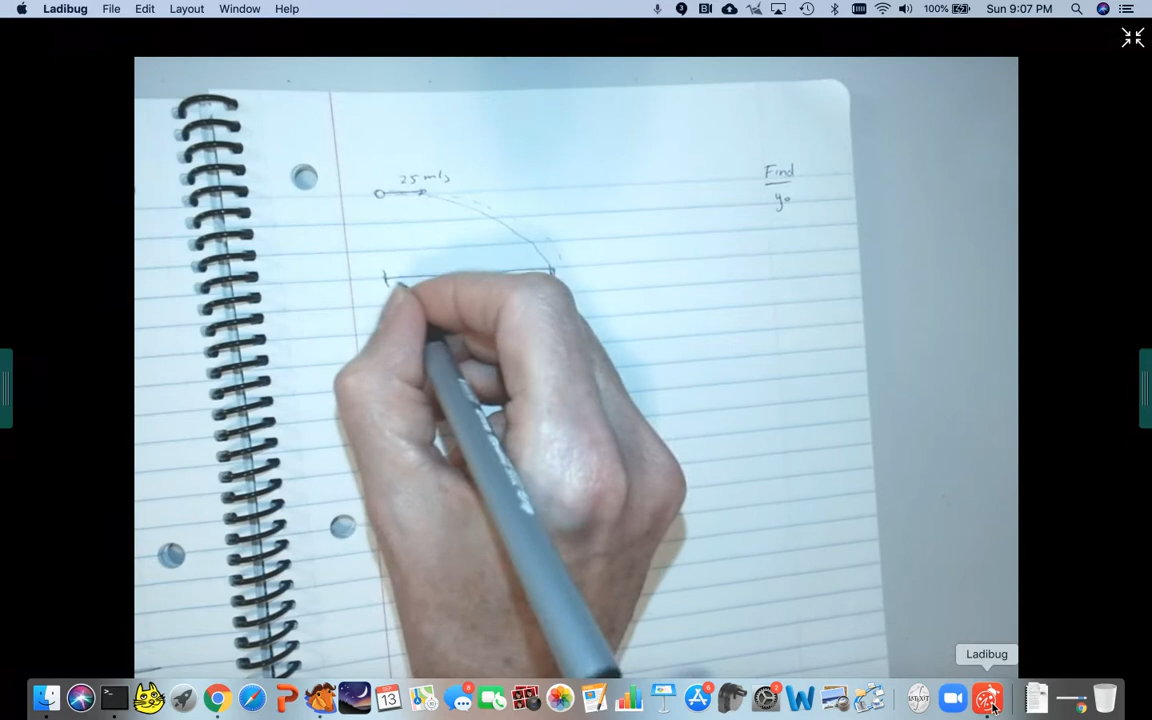 Ladibug File Edit Layout Window Help 100% Sun 9:07 PM
25 m/s
Find
y₀
Ladibug